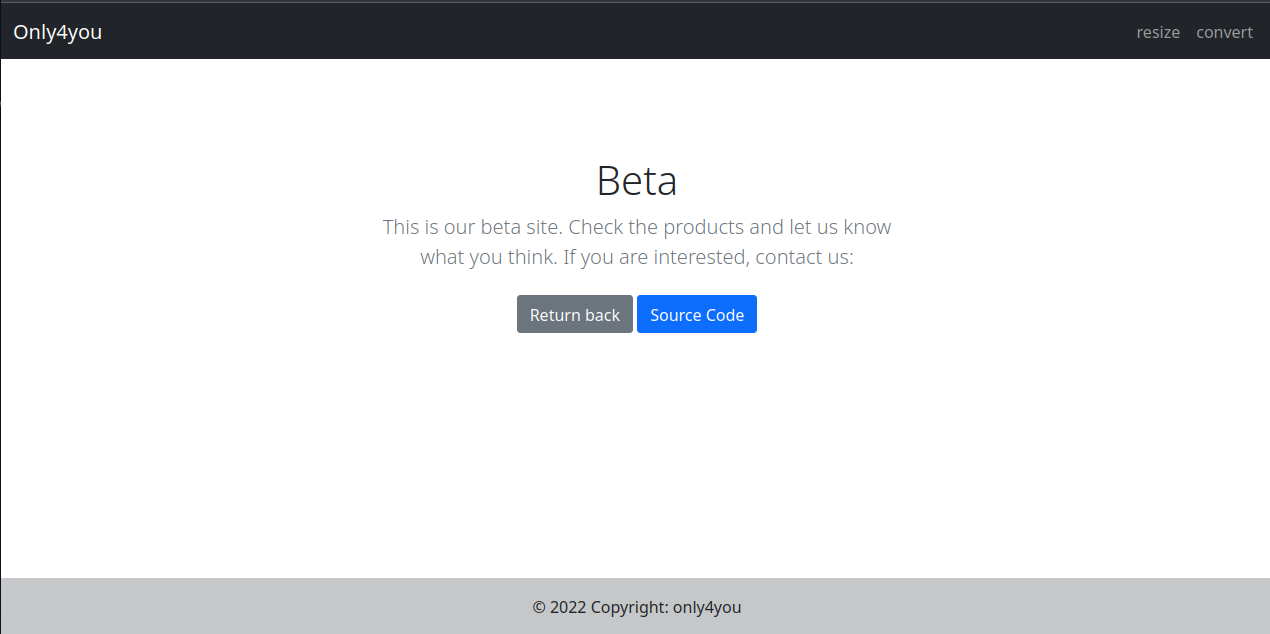 Only4you
resize convert
Beta
This is our beta site. Check the products and let us know
what you think. If you are interested, contact us:
Return back Source Code
© 2022 Copyright: only4you